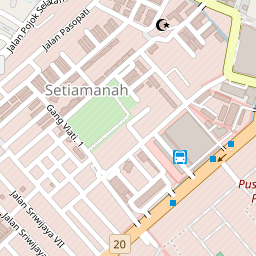 Jalan Pojok Selatan
Jalan Pasopati
Setiamanah
Gang Viati, 1
Jalan Sriwijaya VII
Jalan Sriwijaya
20
Pus